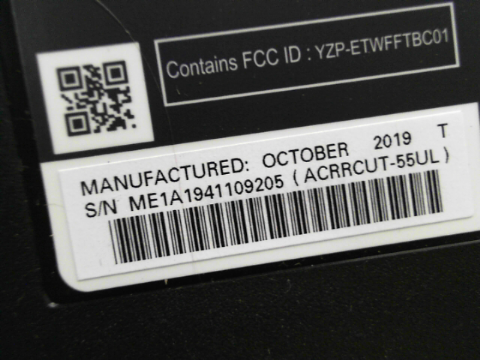 Contains FCC ID : YZP-ETWFFTBC01
MANUFACTURED: OCTOBER 2019 T
S/N ME1A1941109205 ( ACRRCUT-55UL )